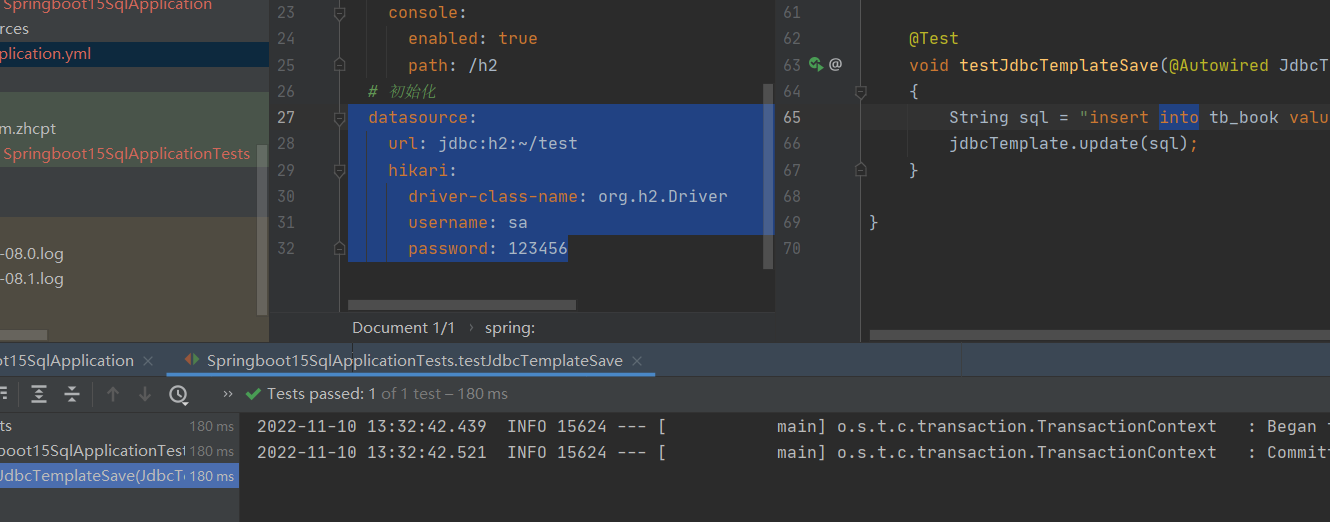 Springboot15SqlApplication
rces
plication.yml
m.zhcpt
Springboot15SqlApplicationTests
-08.0.log
-08.1.log
23 console:
24 enabled: true
25 path: /h2
26 # 初始化
27 datasource:
28 url: jdbc:h2:~/test
29 hikari:
30 driver-class-name: org.h2.Driver
31 username: sa
32 password: 123456
Document 1/1 › spring:
61
62 @Test
63 @ void testJdbcTemplateSave(@Autowired JdbcT
64 {
65 String sql = "insert into tb_book valu
66 jdbcTemplate.update(sql);
67 }
68
69 }
70
ot15SqlApplication × Springboot15SqlApplicationTests.testJdbcTemplateSave ×
» Tests passed: 1 of 1 test – 180 ms
ts 180 ms
boot15SqlApplicationTest 180 ms
JdbcTemplateSave(JdbcT 180 ms
2022-11-10 13:32:42.439 INFO 15624 --- [ main] o.s.t.c.transaction.TransactionContext : Began
2022-11-10 13:32:42.521 INFO 15624 --- [ main] o.s.t.c.transaction.TransactionContext : Committ